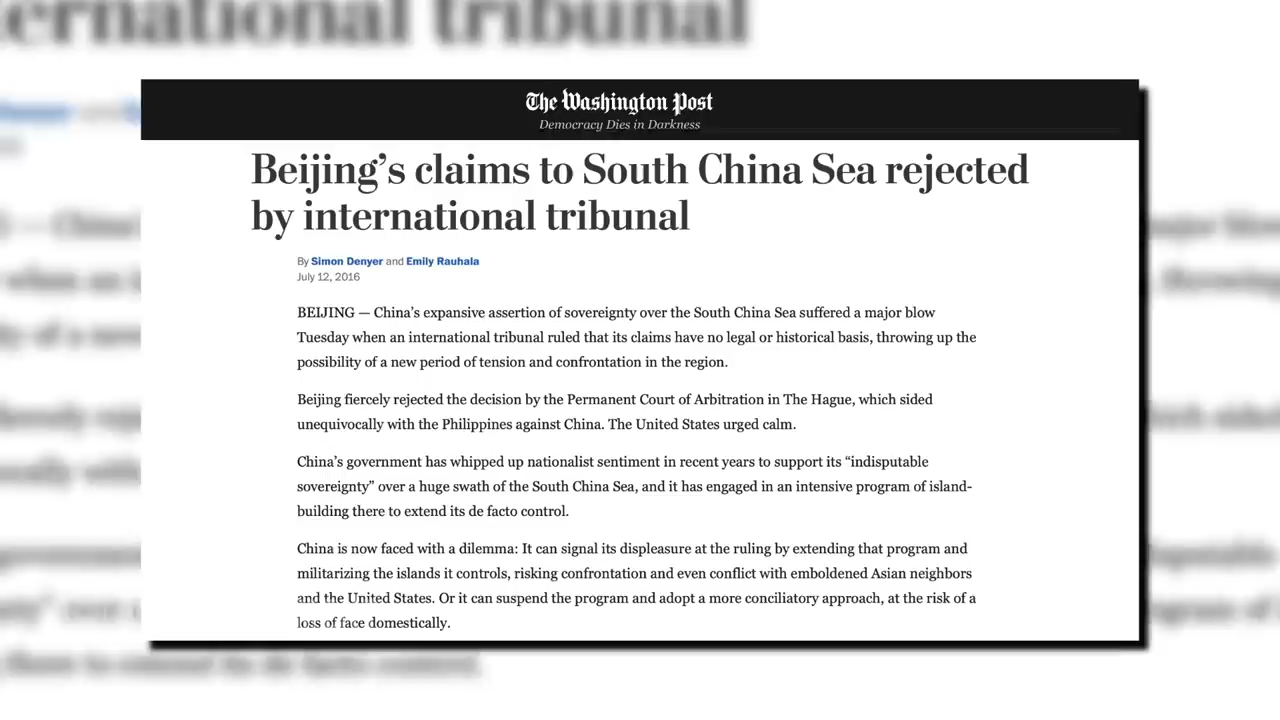 ernational tribunal
The Washington Post
Democracy Dies in Darkness
Beijing’s claims to South China Sea rejected
by international tribunal
By Simon Denyer and Emily Rauhala
July 12, 2016
BEIJING — China’s expansive assertion of sovereignty over the South China Sea suffered a major blow
Tuesday when an international tribunal ruled that its claims have no legal or historical basis, throwing up the
possibility of a new period of tension and confrontation in the region.
Beijing fiercely rejected the decision by the Permanent Court of Arbitration in The Hague, which sided
unequivocally with the Philippines against China. The United States urged calm.
China’s government has whipped up nationalist sentiment in recent years to support its “indisputable
sovereignty” over a huge swath of the South China Sea, and it has engaged in an intensive program of island-
building there to extend its de facto control.
China is now faced with a dilemma: It can signal its displeasure at the ruling by extending that program and
militarizing the islands it controls, risking confrontation and even conflict with emboldened Asian neighbors
and the United States. Or it can suspend the program and adopt a more conciliatory approach, at the risk of a
loss of face domestically.